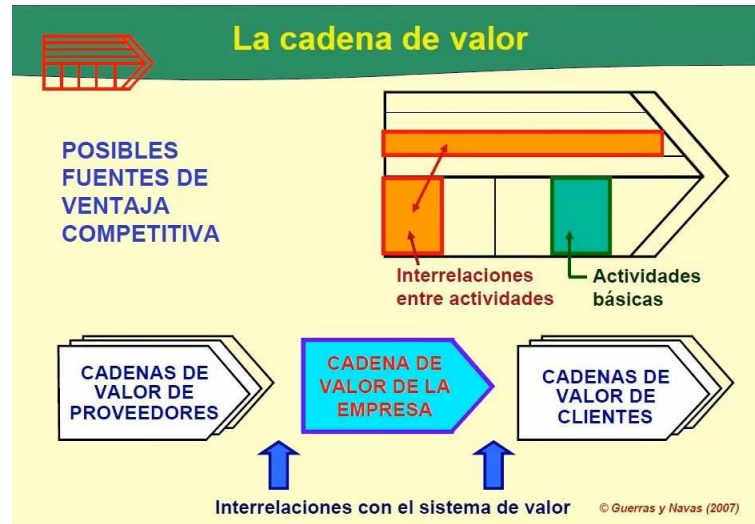 La cadena de valor
POSIBLES
FUENTES DE
VENTAJA
COMPETITIVA
Interrelaciones
entre actividades
Actividades
básicas
CADENAS DE
VALOR DE
PROVEEDORES
CADENA DE
VALOR DE LA
EMPRESA
CADENAS DE
VALOR DE
CLIENTES
Interrelaciones con el sistema de valor
© Guerras y Navas (2007)